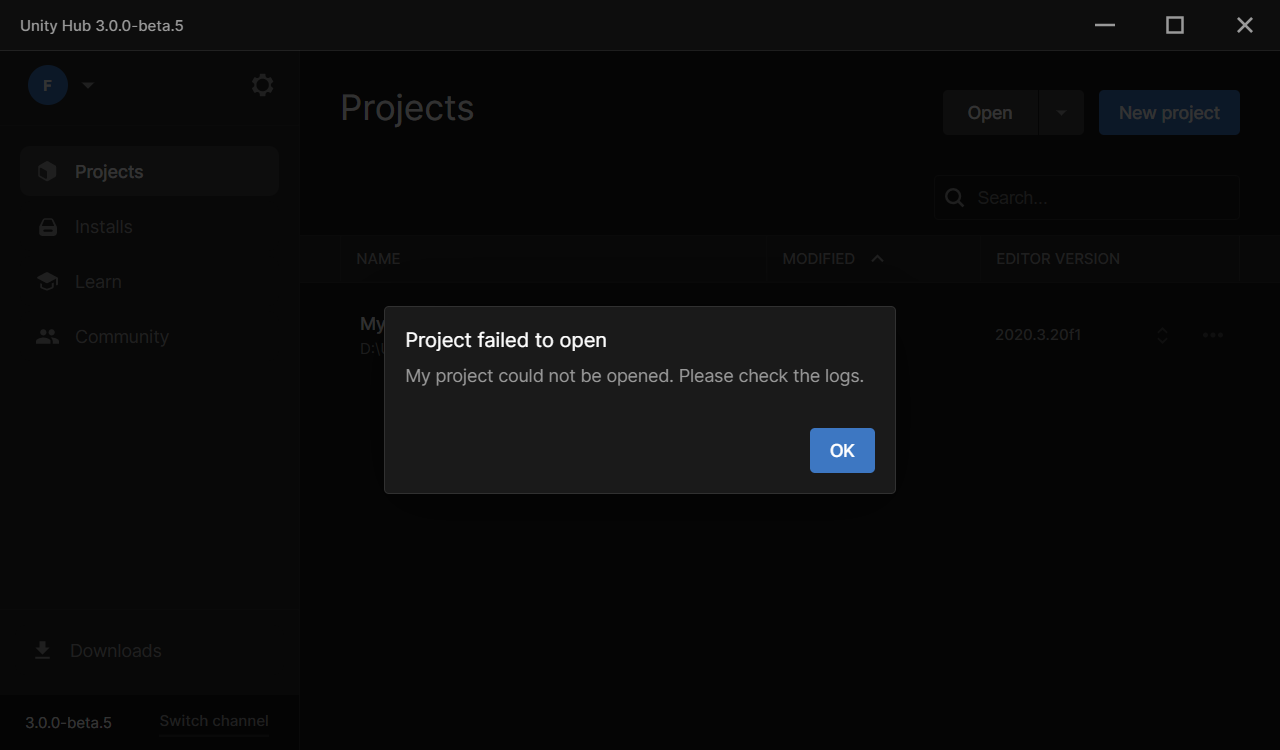 Unity Hub 3.0.0-beta.5
F
Projects
Installs
Learn
Community
Downloads
3.0.0-beta.5
Switch channel
Projects
Open
New project
Search...
NAME
MODIFIED
EDITOR VERSION
My
D:\U
2020.3.20f1
Project failed to open
My project could not be opened. Please check the logs.
OK